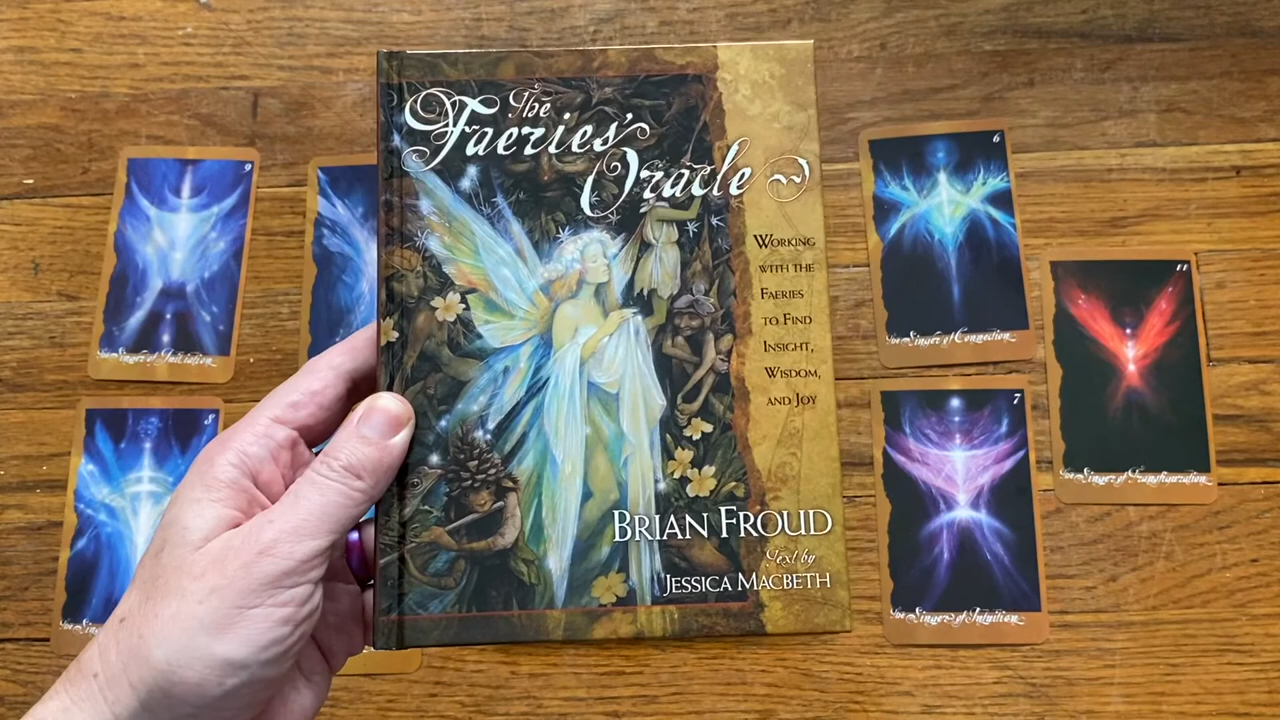 The
Faeries'
Oracle
WORKING
WITH THE
FAERIES
TO FIND
INSIGHT,
WISDOM,
AND JOY
BRIAN FROUD
Text by
JESSICA MACBETH
9
The Singer of Initiation
8
The
6
The Singer of Connection
11
The Singer of Transfiguration
7
The Singer of Intuition